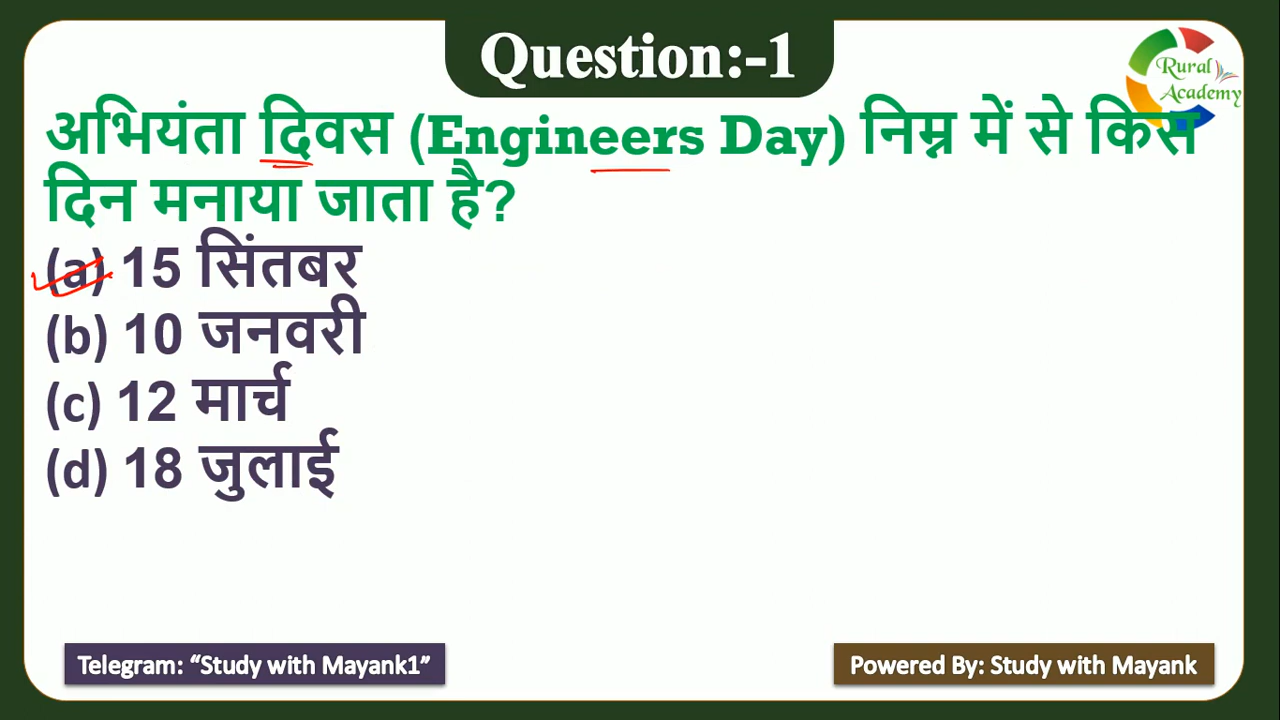 Question:-1
Rural
Academy
अभियंता दिवस (Engineers Day) निम्न में से किस
दिन मनाया जाता है?
(a) 15 सिंतबर
(b) 10 जनवरी
(c) 12 मार्च
(d) 18 जुलाई
Telegram: “Study with Mayank1”
Powered By: Study with Mayank